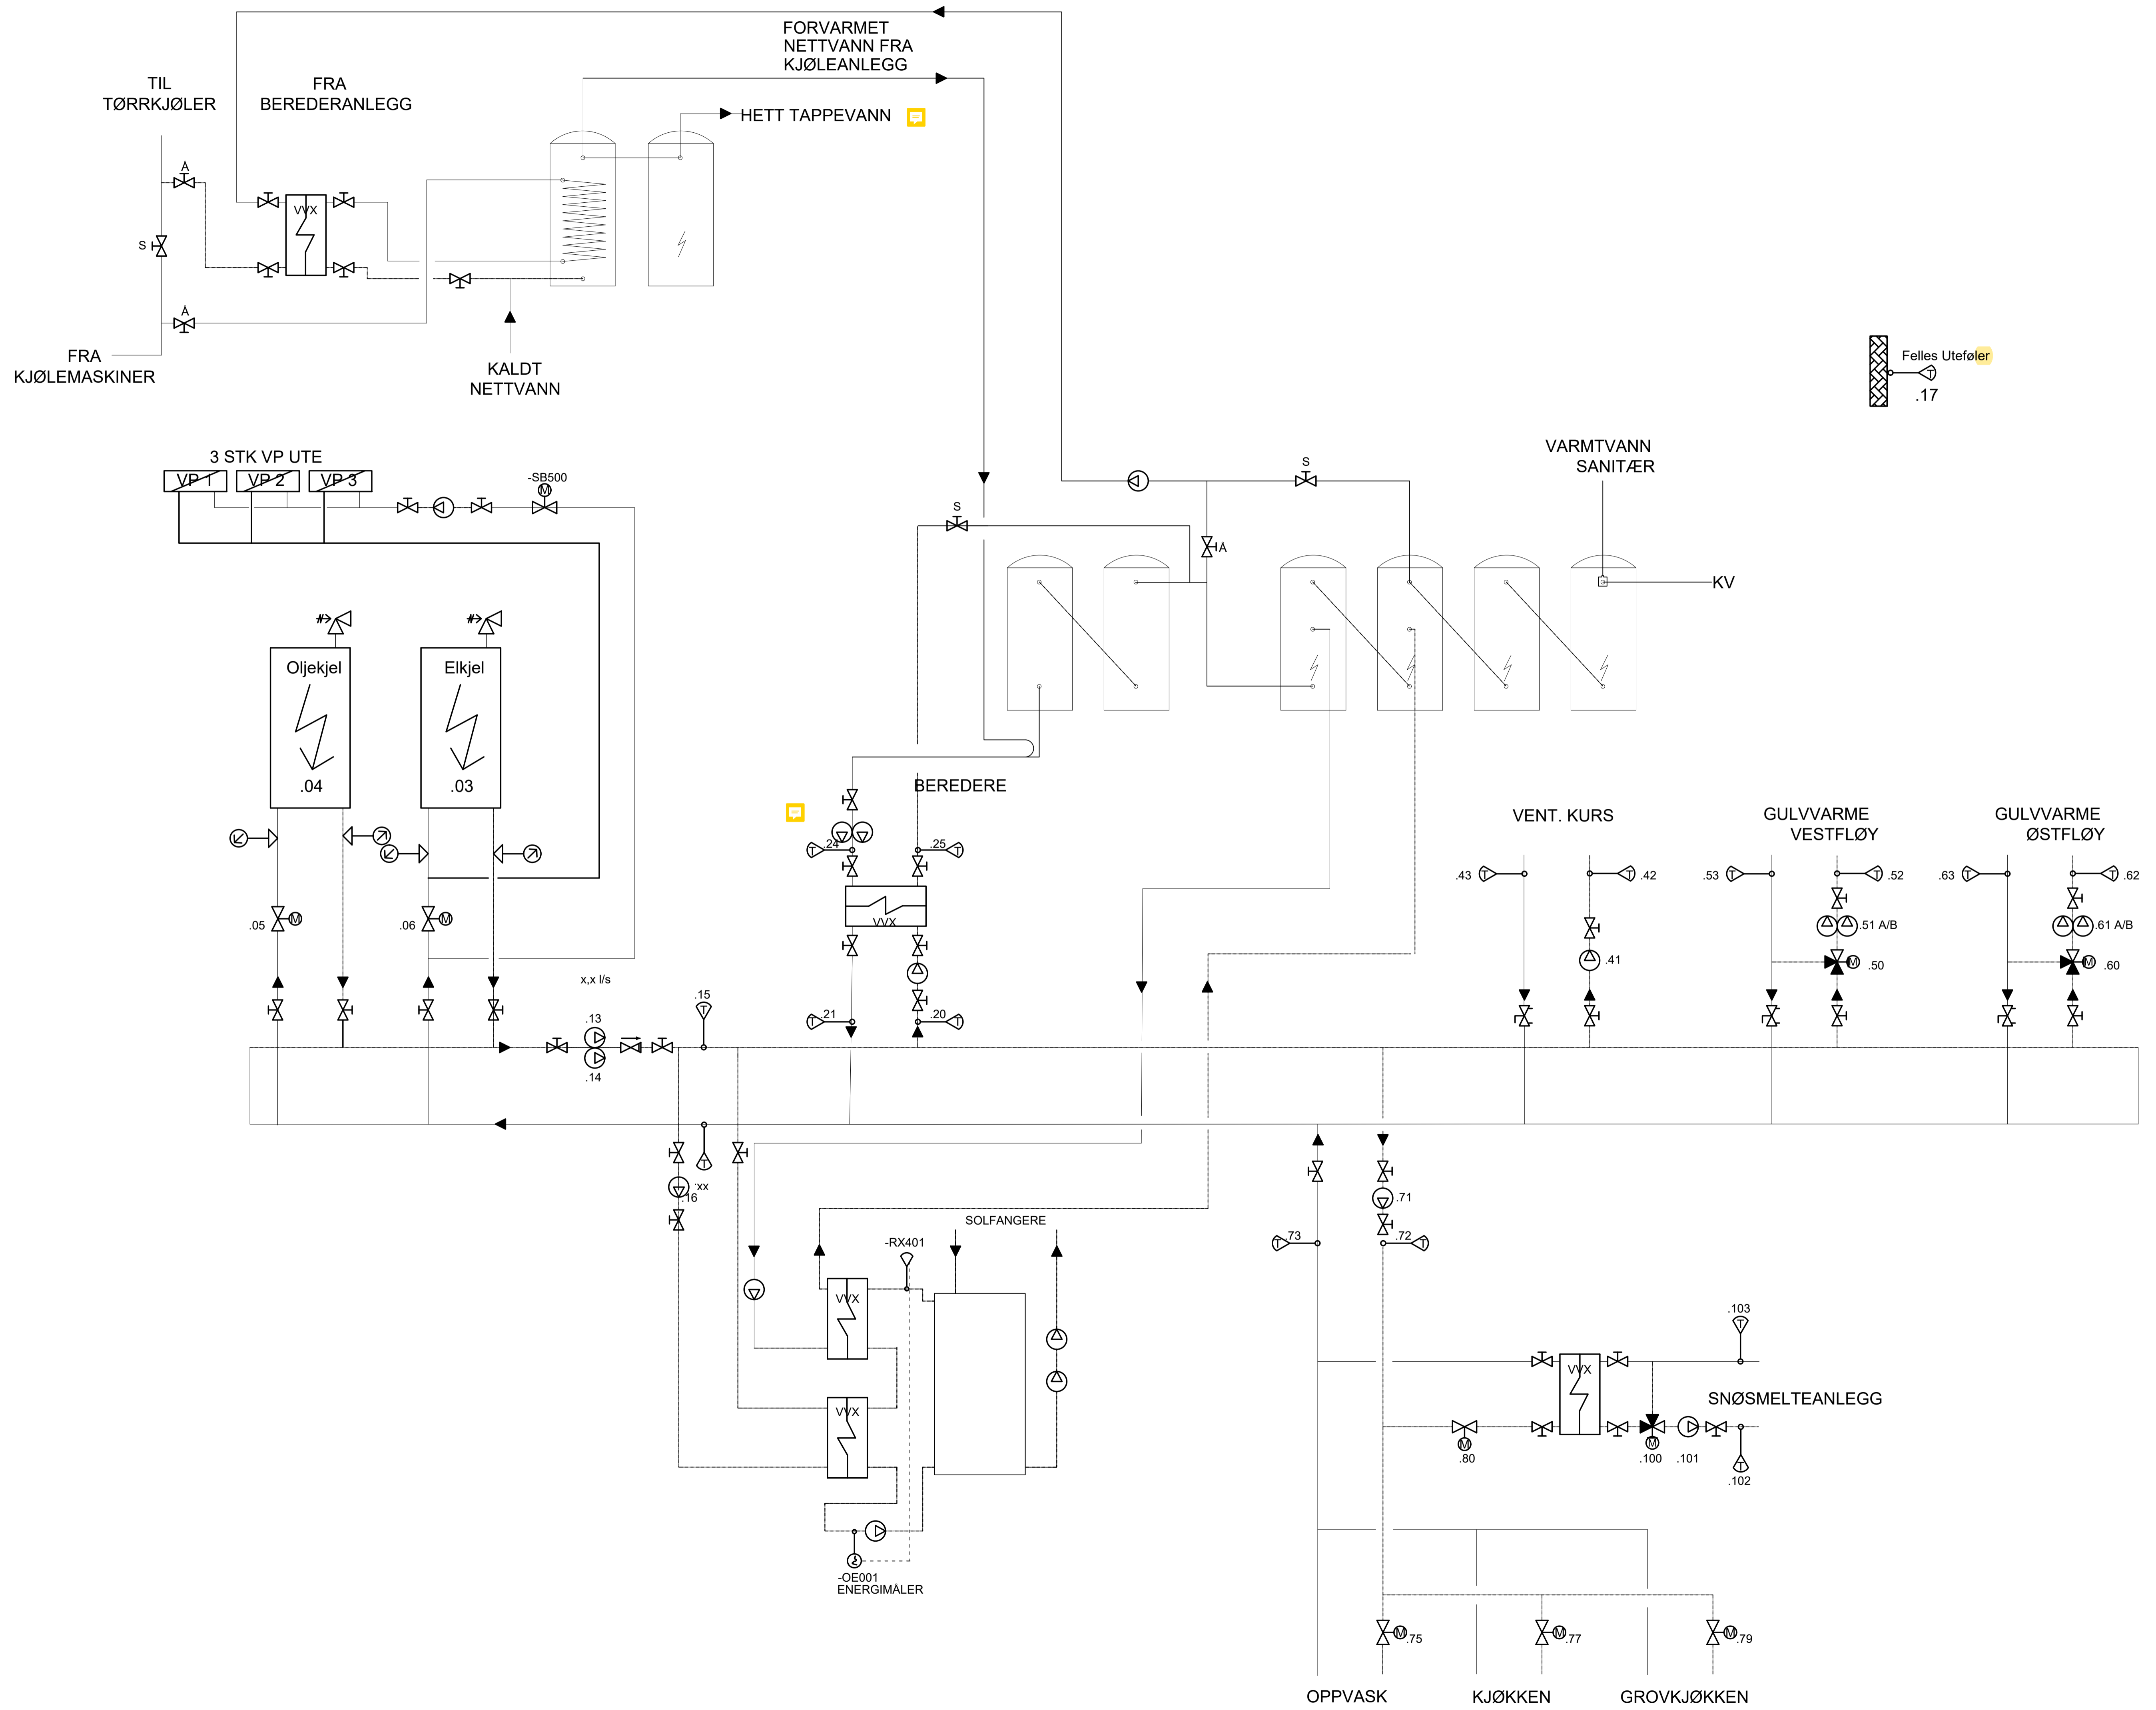 FORVARMET
NETTVANN FRA
KJØLEANLEGG
TIL
TØRRKJØLER
FRA
BEREDERANLEGG
HETT TAPPEVANN
Å
VVX
S
Å
FRA
KJØLEMASKINER
KALDT
NETTVANN
Felles Uteføler
T
.17
3 STK VP UTE
VP 1
VP 2
VP 3
-SB500
M
S
S
Å
VARMTVANN
SANITÆR
KV
Oljekjel
.04
Elkjel
.03
BEREDERE
VENT. KURS
GULVVARME
VESTFLØY
GULVVARME
ØSTFLØY
T
.24
.25
T
.43
T
T
.42
.53
T
T
.52
.63
T
T
.62
VVX
.05
M
.06
M
.51 A/B
.61 A/B
.41
M
.50
M
.60
x,x l/s
.15
T
.13
.14
T
.21
.20
T
T
.xx
.16
.71
SOLFANGERE
-RX401
T
.73
.72
T
VVX
VVX
.103
T
VVX
SNØSMELTEANLEGG
M
.80
M
.100
.101
T
.102
-OE001
ENERGIMÅLER
M
.75
M
.77
M
.79
OPPVASK
KJØKKEN
GROVKJØKKEN